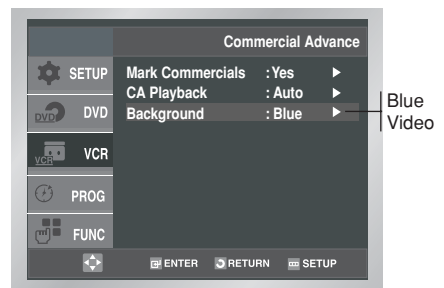 Commercial Advance
SETUP
Mark Commercials : Yes ►
CA Playback : Auto ►
DVD DVD
Background : Blue ►
Blue
Video
VCR VCR
PROG
FUNC
ENTER RETURN SETUP